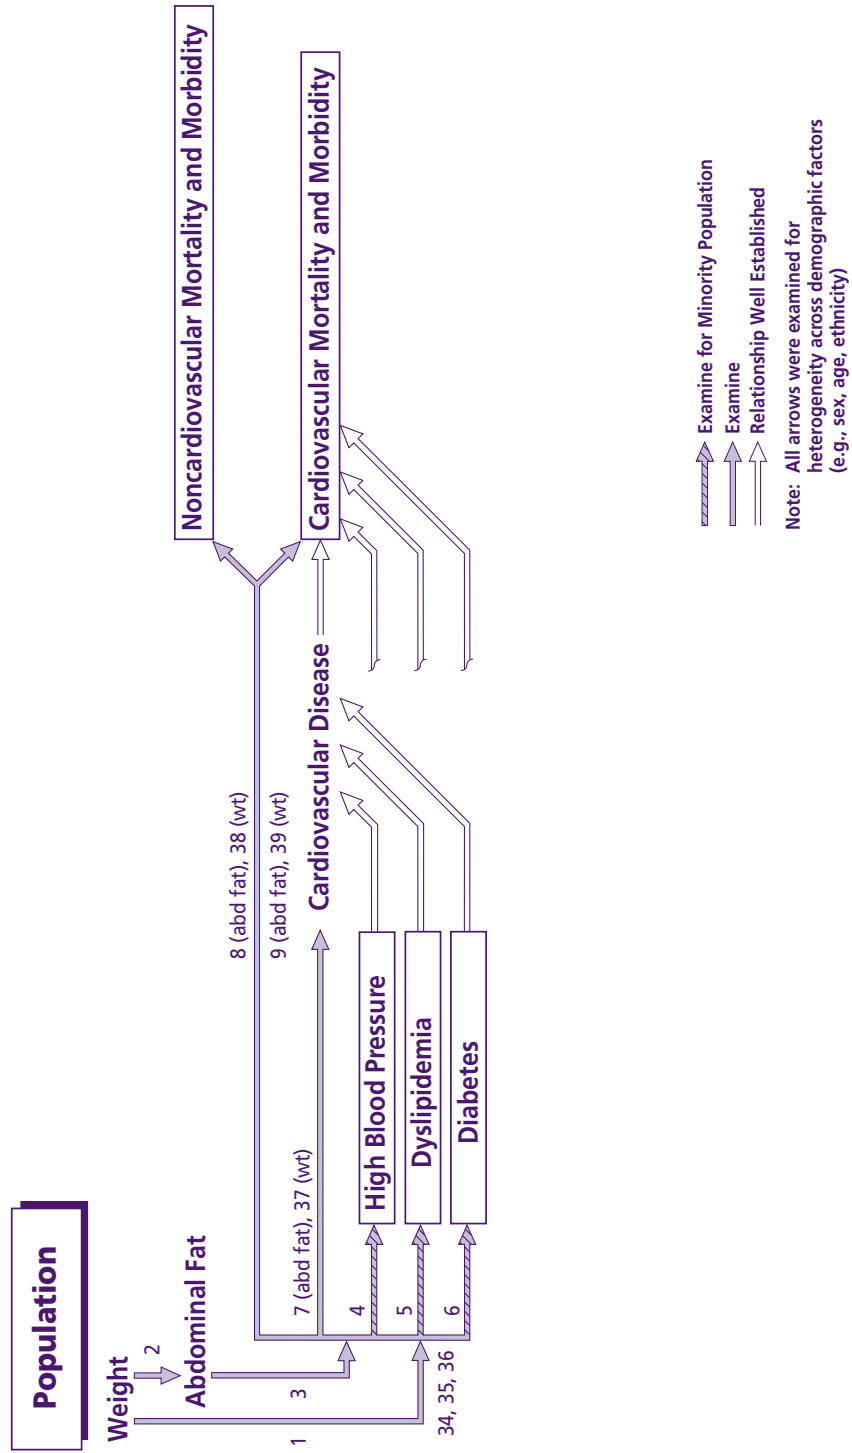 Population
Weight
2
Abdominal Fat
1
3
34, 35, 36
8 (abd fat), 38 (wt)
9 (abd fat), 39 (wt)
7 (abd fat), 37 (wt)
4
5
6
High Blood Pressure
Dyslipidemia
Diabetes
Cardiovascular Disease
Noncardiovascular Mortality and Morbidity
Cardiovascular Mortality and Morbidity
Examine for Minority Population
Examine
Relationship Well Established
Note: All arrows were examined for
heterogeneity across demographic factors
(e.g., sex, age, ethnicity)